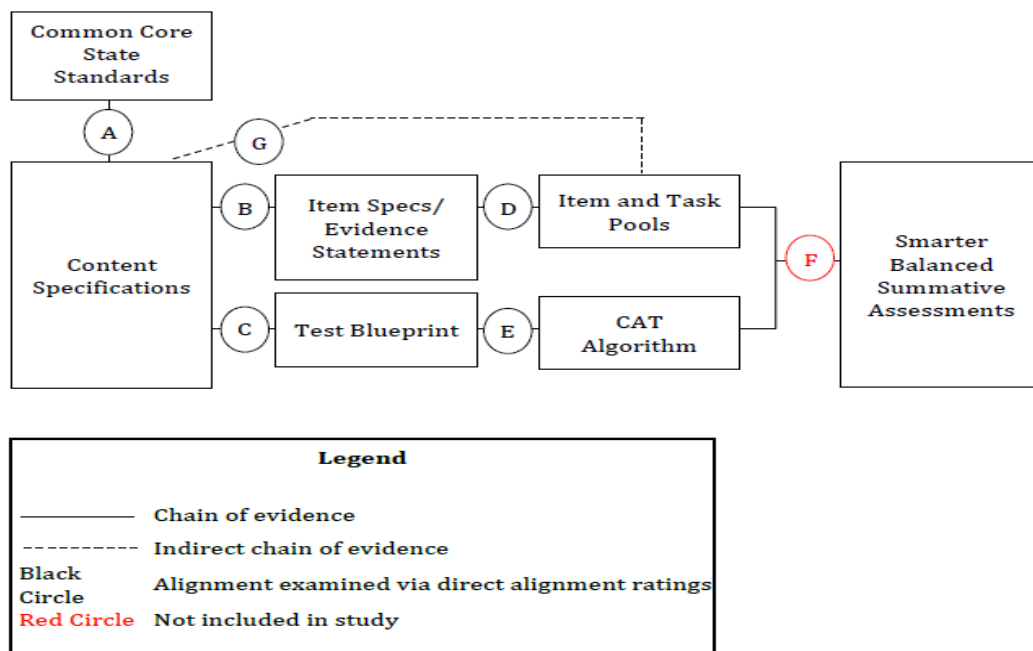 Common Core
State
Standards
A
G
B
Item Specs/
Evidence
Statements
D
Item and Task
Pools
Content
Specifications
F
Smarter
Balanced
Summative
Assessments
C
Test Blueprint
E
CAT
Algorithm
Legend
Chain of evidence
Indirect chain of evidence
Black
Circle
Alignment examined via direct alignment ratings
Red Circle
Not included in study